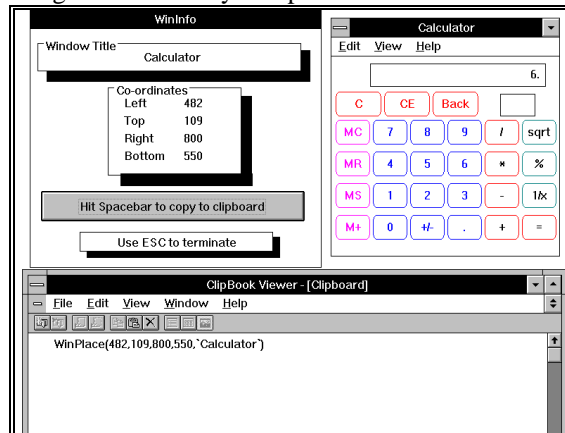 WinInfo
Window Title
Calculator
Co-ordinates
Left 482
Top 109
Right 800
Bottom 550
Hit Spacebar to copy to clipboard
Use ESC to terminate
Calculator
Edit View Help
6.
C CE Back
MC 7 8 9 / sqrt
MR 4 5 6 * %
MS 1 2 3 - 1/x
M+ 0 +/- . + =
ClipBook Viewer - [Clipboard]
File Edit View Window Help
WinPlace(482,109,800,550,`Calculator`)